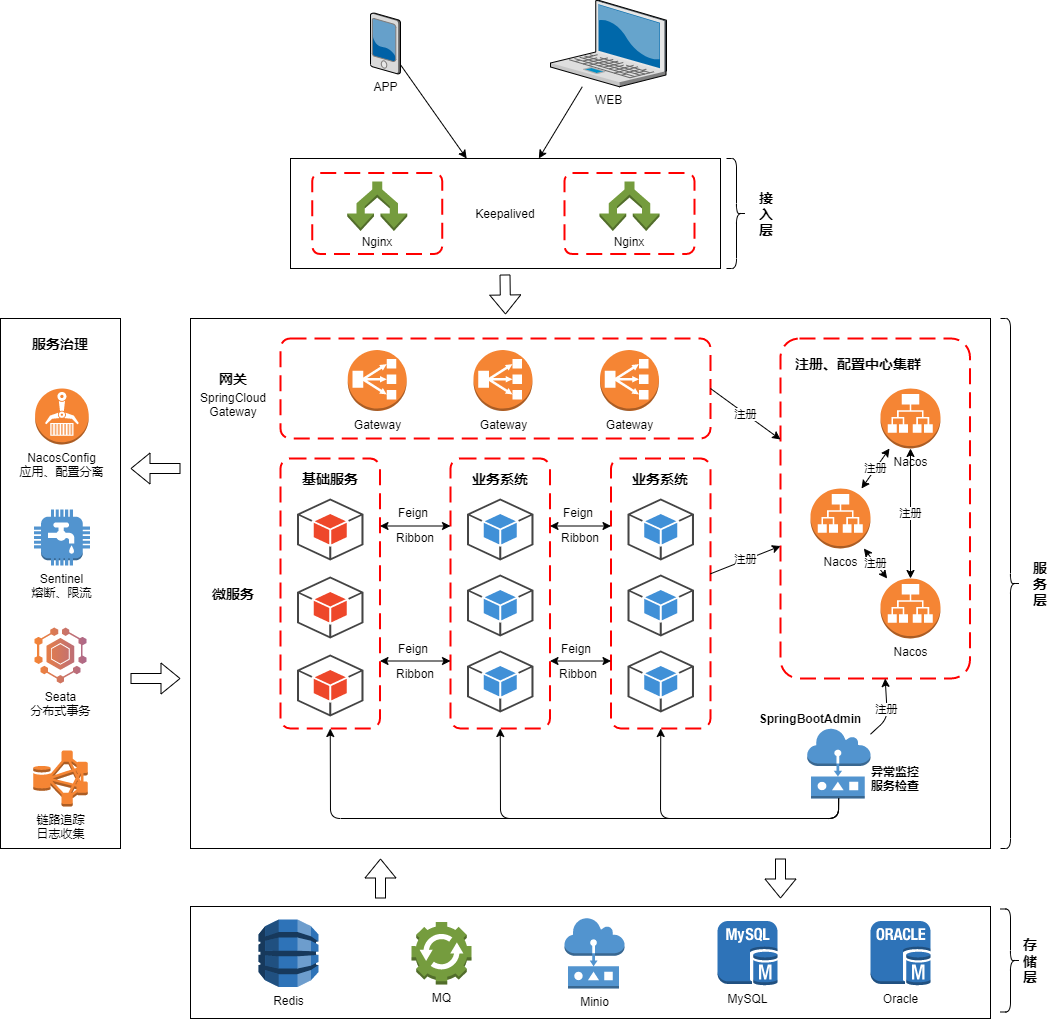 APP
WEB
Nginx
Keepalived
Nginx
接
入
层
服务治理
NacosConfig
应用、配置分离
Sentinel
熔断、限流
Seata
分布式事务
链路追踪
日志收集
网关
SpringCloud
Gateway
Gateway
Gateway
Gateway
注册
注册、配置中心集群
Nacos
注册
注册
Nacos
注册
Nacos
微服务
基础服务
Feign
Ribbon
Feign
Ribbon
业务系统
Feign
Ribbon
Feign
Ribbon
业务系统
注册
注册
SpringBootAdmin
异常监控
服务检查
服
务
层
Redis
MQ
Minio
MySQL
MySQL
ORACLE
Oracle
M
M
存
储
层